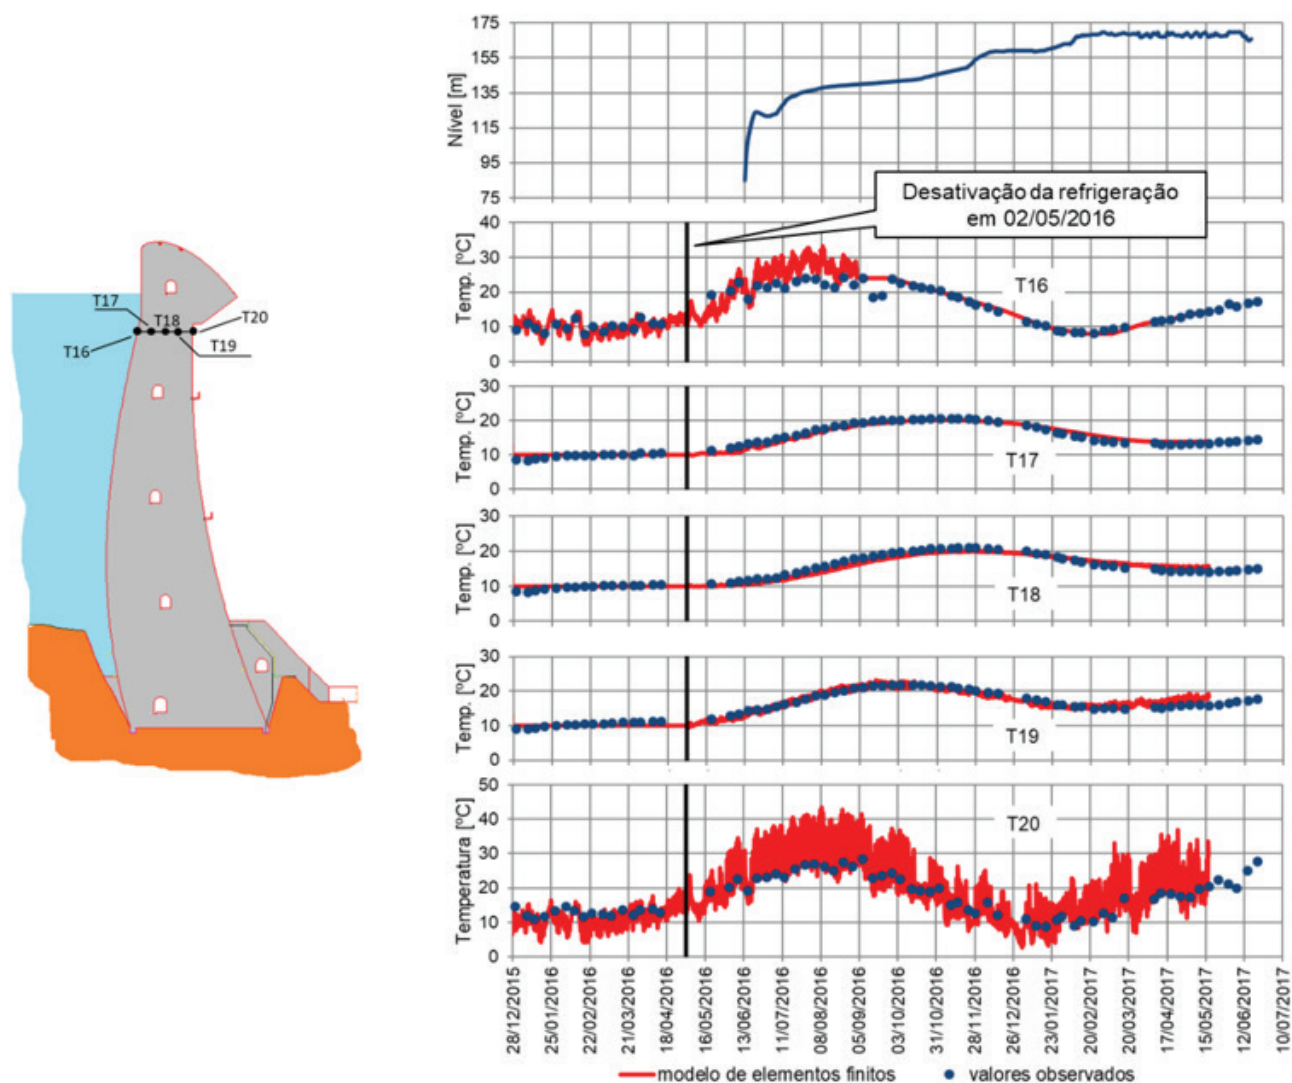 T17
T18
T20
T16
T19
Nível [m]
175
155
135
115
95
75
Desativação da refrigeração
em 02/05/2016
Temp. [ºC]
40
30
20
10
0
T16
Temp. [ºC]
30
20
10
0
T17
Temp. [ºC]
30
20
10
0
T18
Temp. [ºC]
30
20
10
0
T19
Temperatura [ºC]
50
40
30
20
10
0
T20
28/12/2015
25/01/2016
22/02/2016
21/03/2016
18/04/2016
16/05/2016
13/06/2016
11/07/2016
08/08/2016
05/09/2016
03/10/2016
31/10/2016
28/11/2016
26/12/2016
23/01/2017
20/02/2017
20/03/2017
17/04/2017
15/05/2017
12/06/2017
10/07/2017
modelo de elementos finitos
valores observados